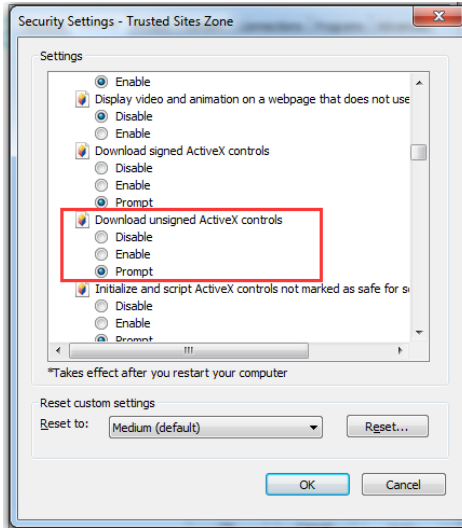 Security Settings - Trusted Sites Zone
Settings
Enable
Display video and animation on a webpage that does not use
Disable
Enable
Download signed ActiveX controls
Disable
Enable
Prompt
Download unsigned ActiveX controls
Disable
Enable
Prompt
Initialize and script ActiveX controls not marked as safe for
Disable
Enable
Prompt
*Takes effect after you restart your computer
Reset custom settings
Reset to: Medium (default) Reset...
OK Cancel